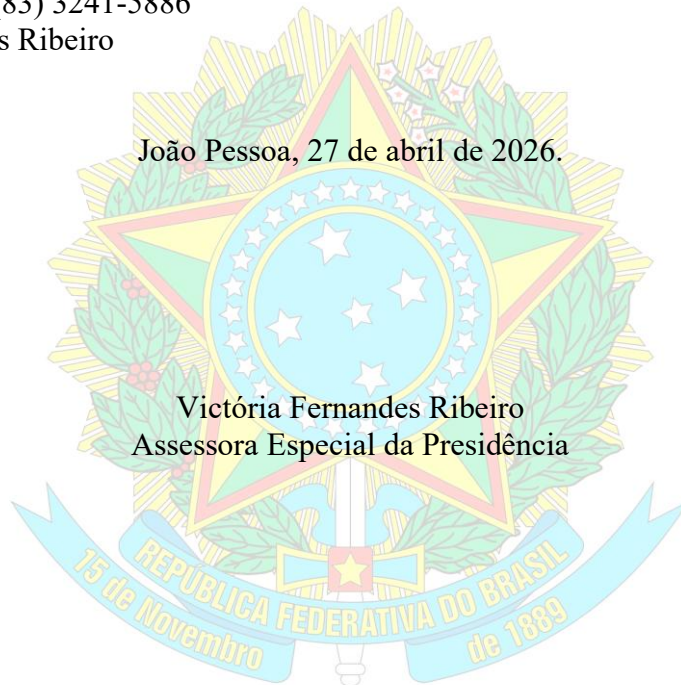 83) 3241-5886
s Ribeiro
João Pessoa, 27 de abril de 2026.
Victória Fernandes Ribeiro
Assessora Especial da Presidência
REPÚBLICA FEDERATIVA DO BRASIL
15 de Novembro
de 1889